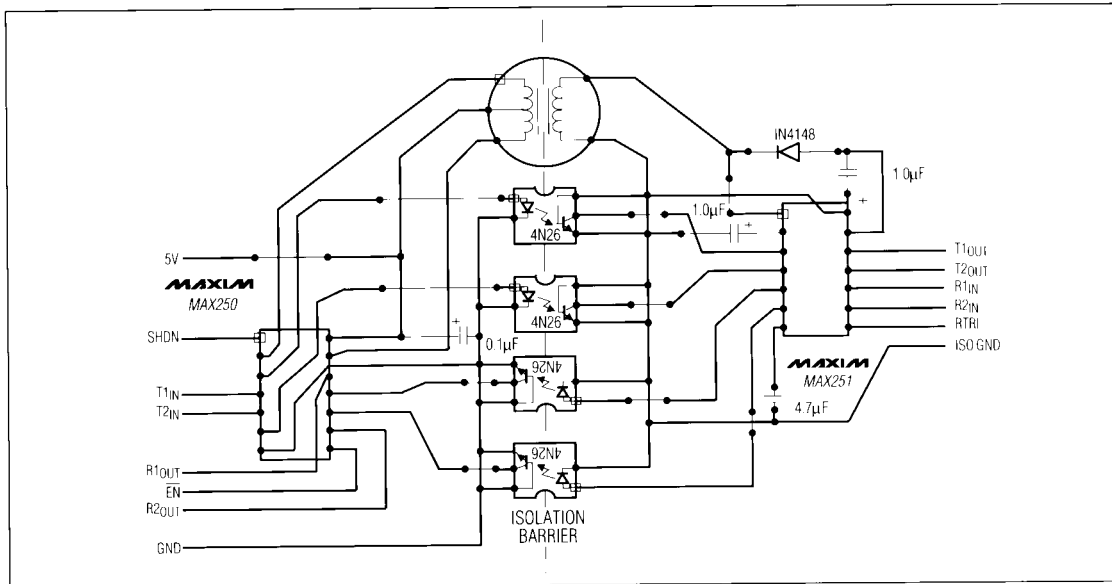 IN4148
1.0µF
1.0µF
+
+
4N26
5V
MAXIM
MAX250
4N26
T1OUT
T2OUT
R1IN
R2IN
RTRI
ISO GND
SHDN
+
0.1µF
4N26
MAXIM
MAX251
T1IN
T2IN
4.7µF
4N26
R1OUT
EN
R2OUT
ISOLATION
BARRIER
GND